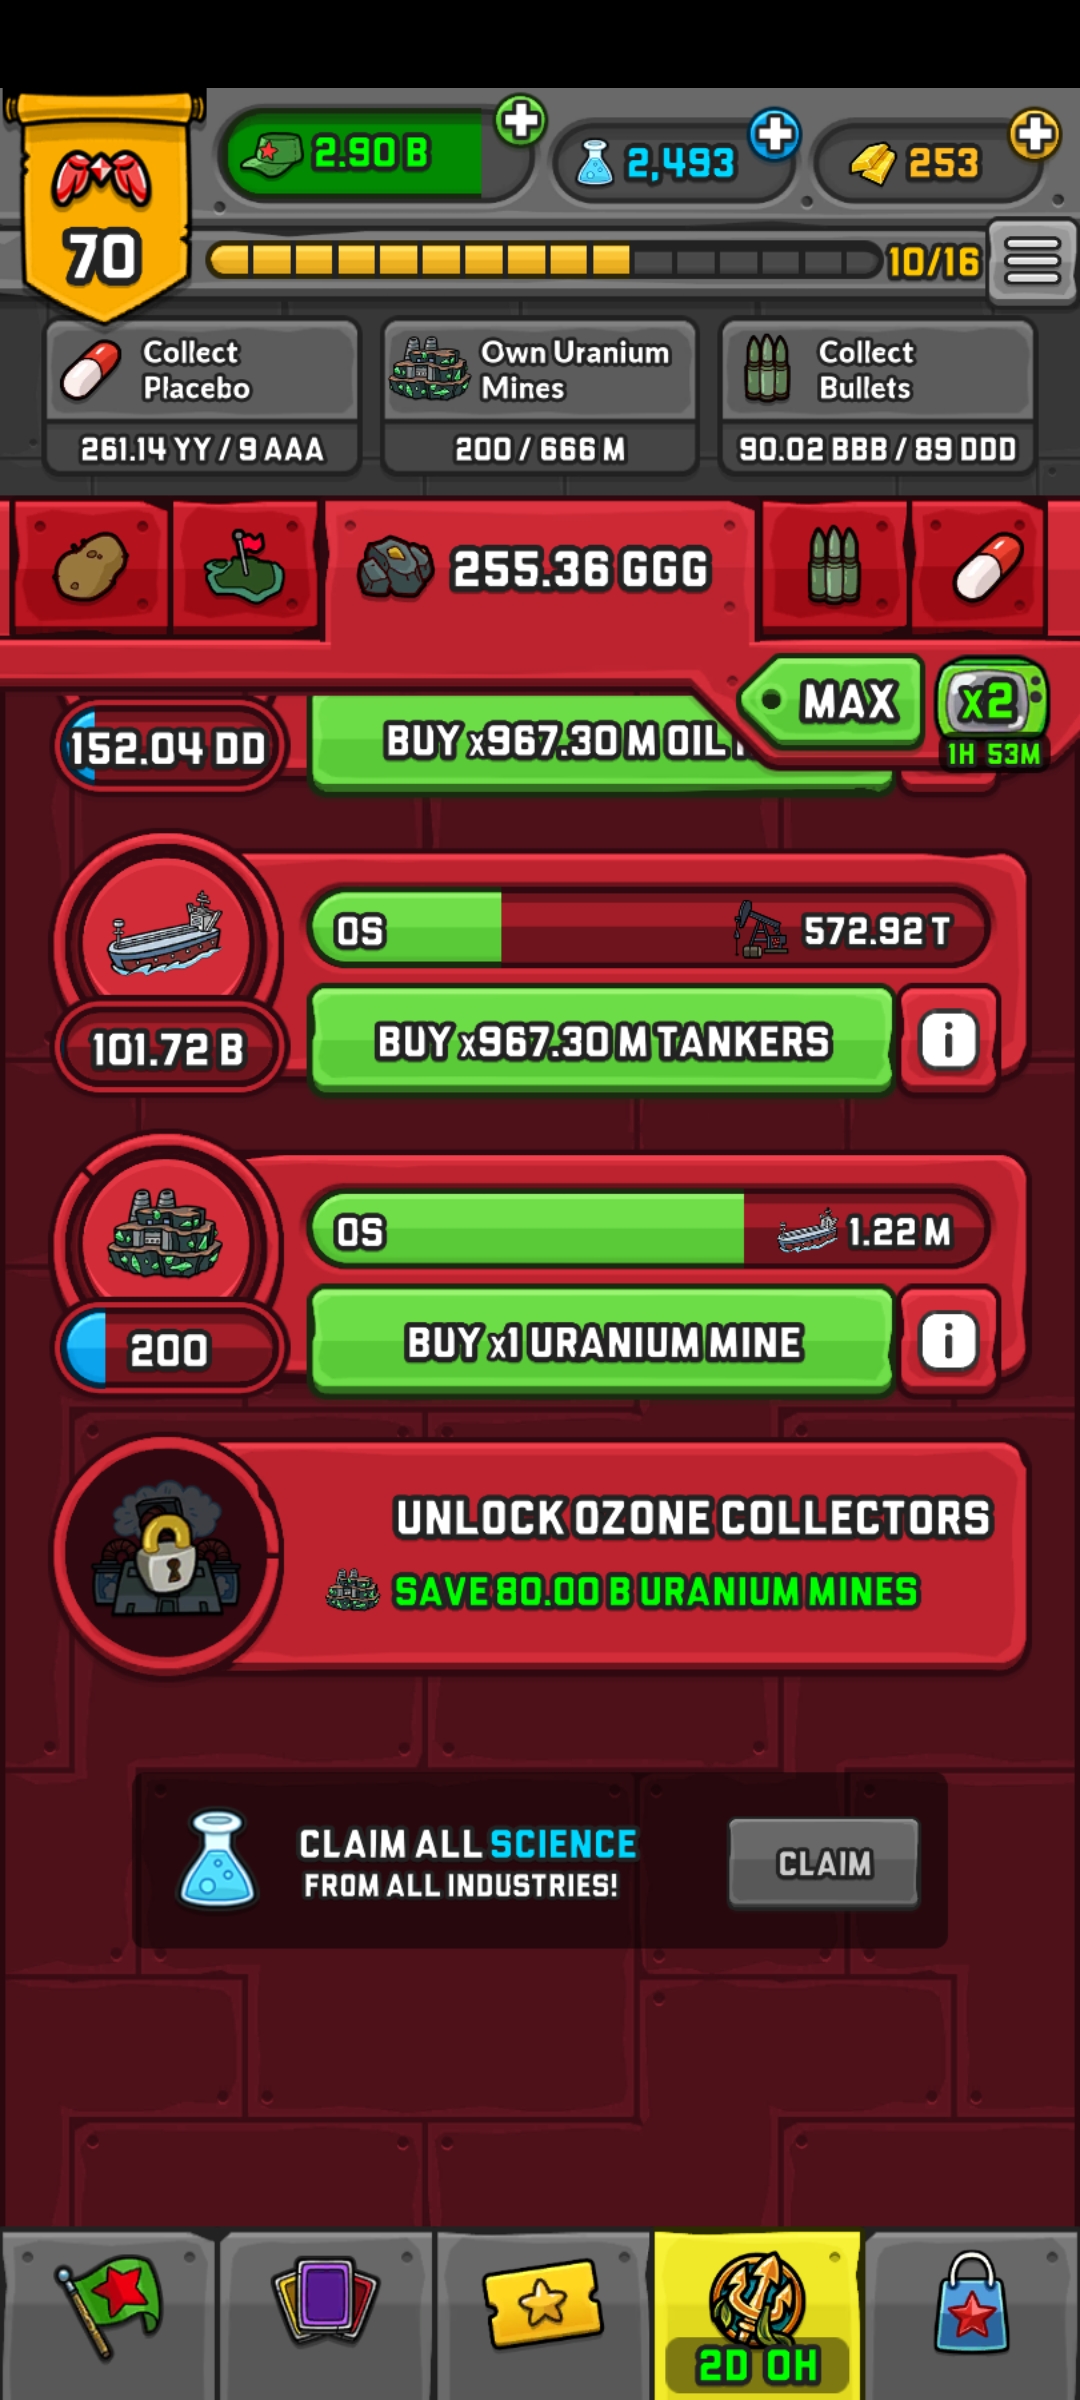 2.90 B
2,493
253
70
10/16
Collect
Placebo
261.14 YY / 9 AAA
Own Uranium
Mines
200 / 666 M
Collect
Bullets
90.02 BBB / 89 DDD
255.36 GGG
MAX
x2
1H 53M
152.04 DD
BUY x967.30 M OIL
0S
572.92 T
101.72 B
BUY x967.30 M TANKERS
i
0S
1.22 M
200
BUY x1 URANIUM MINE
i
UNLOCK OZONE COLLECTORS
SAVE 80.00 B URANIUM MINES
CLAIM ALL SCIENCE
FROM ALL INDUSTRIES!
CLAIM
2D 0H